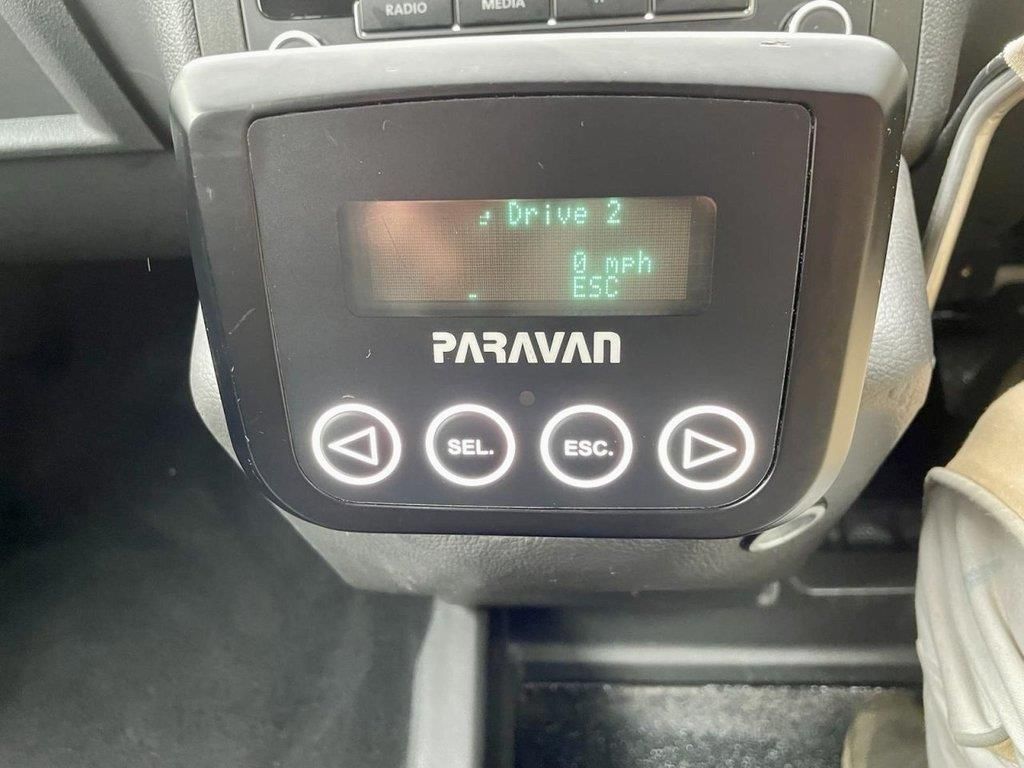 RADIO
MEDIA
Drive 2
0 mph
ESC
PARAVAN
SEL.
ESC.